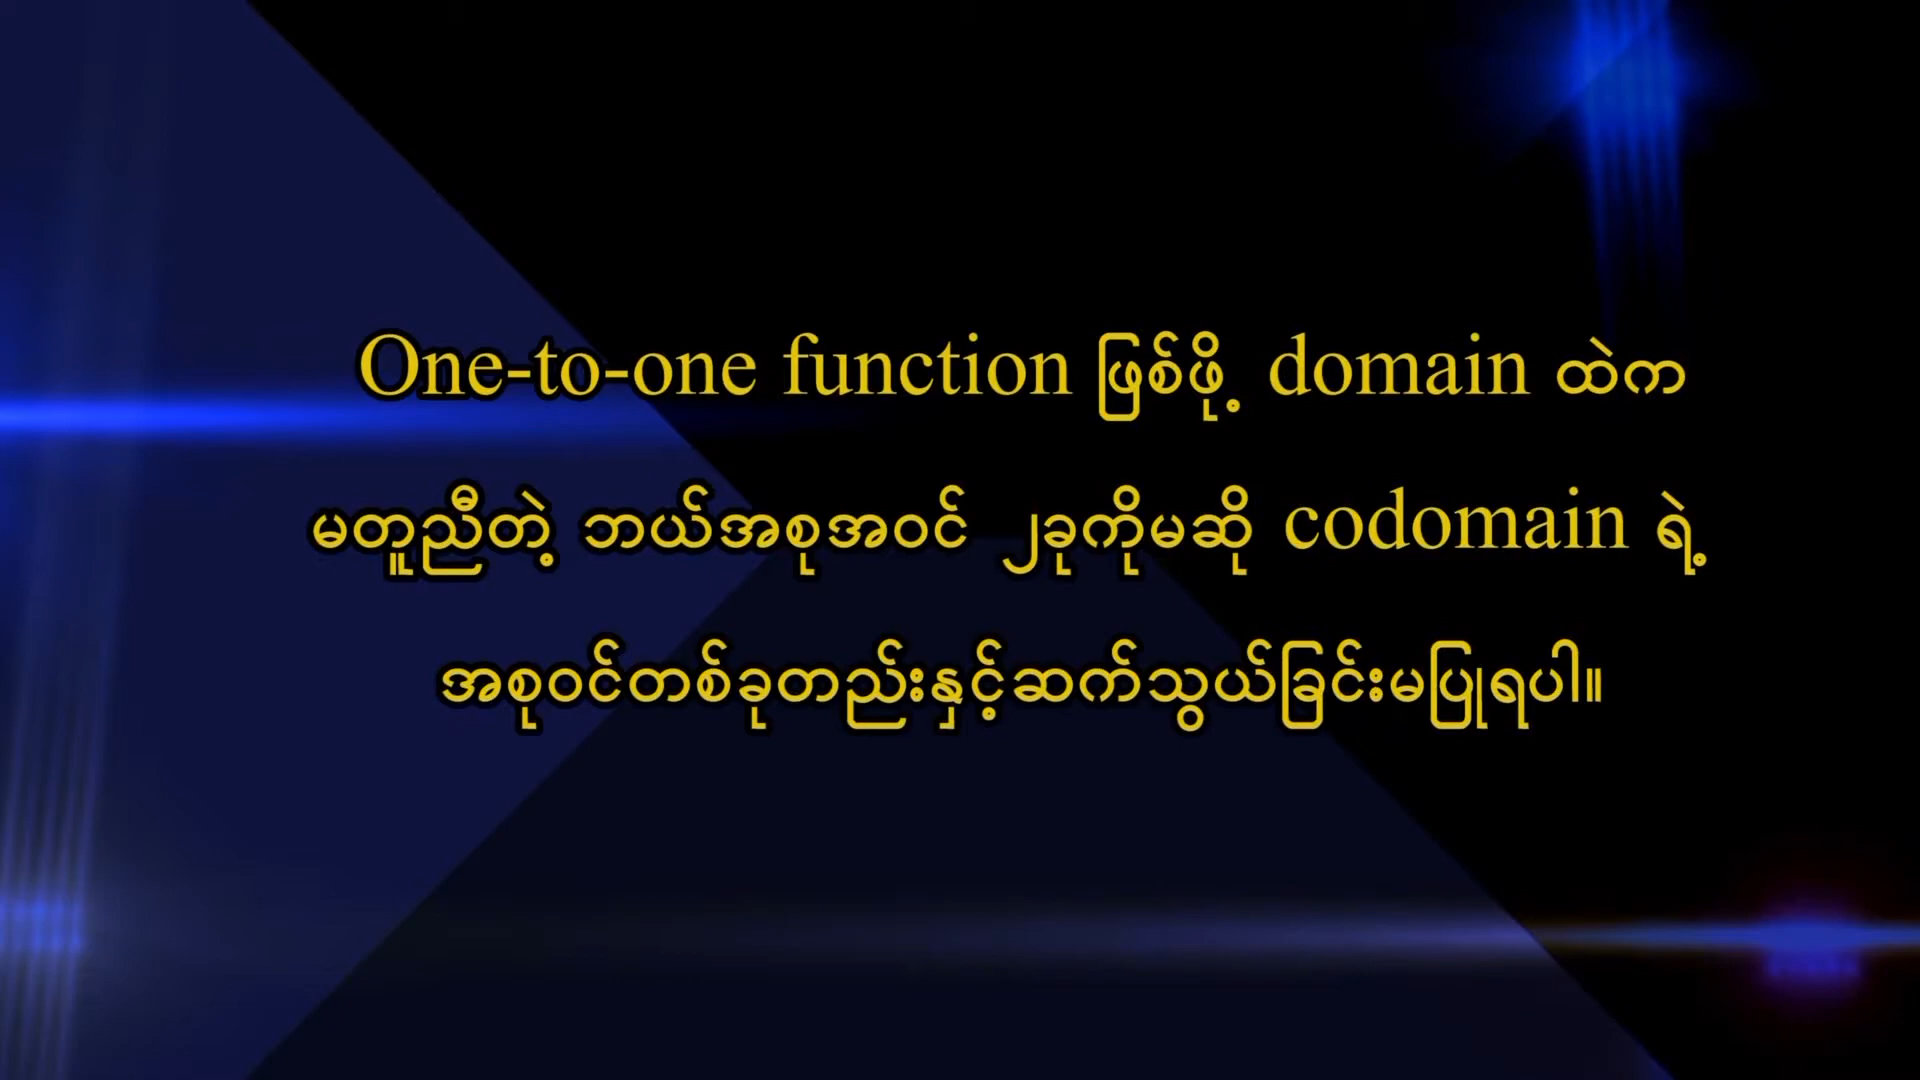 One-to-one function ဖြစ်ဖို့ domain ထဲက
မတူညီတဲ့ ဘယ်အစုအဝင် ၂ခုကိုမဆို codomain ရဲ့
အစုဝင်တစ်ခုတည်းနှင့်ဆက်သွယ်ခြင်းမပြုရပါ။